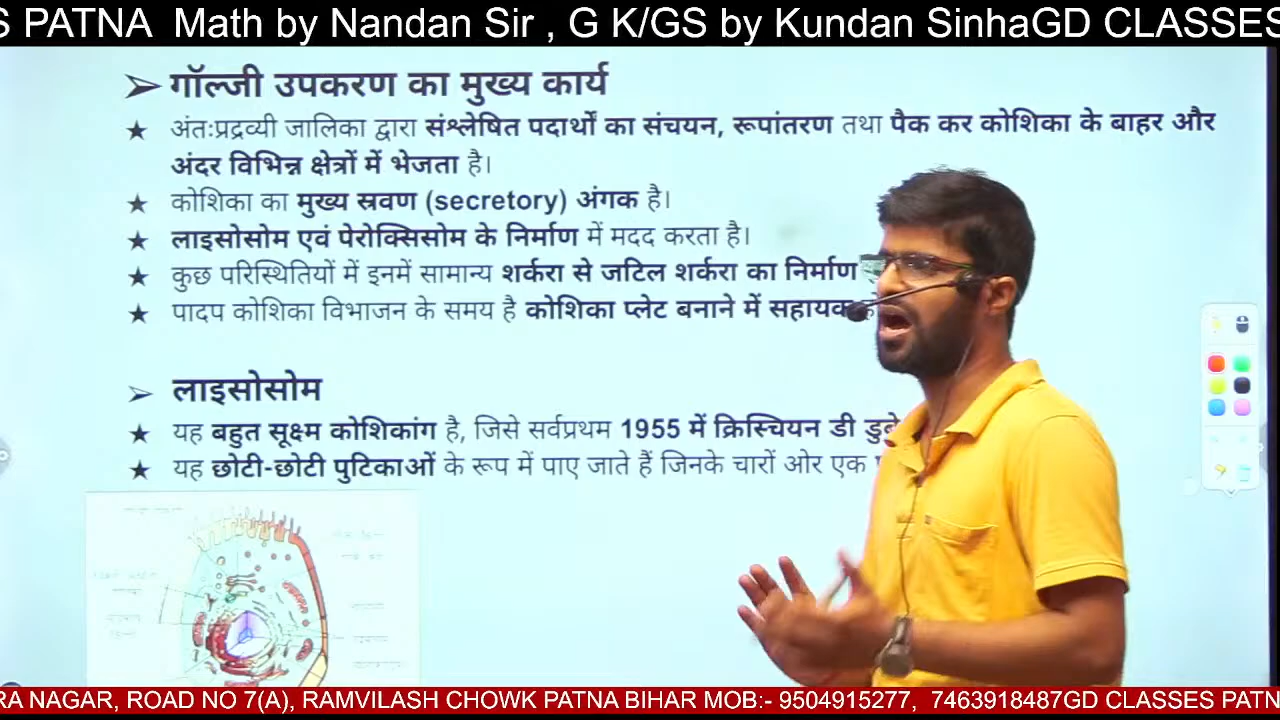 S PATNA  Math by Nandan Sir , G K/GS by Kundan SinhaGD CLASSES
➢ गॉल्जी उपकरण का मुख्य कार्य
★ अंतःप्रद्रव्यी जालिका द्वारा संश्लेषित पदार्थों का संचयन, रूपांतरण तथा पैक कर कोशिका के बाहर और
अंदर विभिन्न क्षेत्रों में भेजता है।
★ कोशिका का मुख्य स्रवण (secretory) अंगक है।
★ लाइसोसोम एवं पेरोक्सिसोम के निर्माण में मदद करता है।
★ कुछ परिस्थितियों में इनमें सामान्य शर्करा से जटिल शर्करा का निर्माण
★ पादप कोशिका विभाजन के समय है कोशिका प्लेट बनाने में सहायक
➢ लाइसोसोम
★ यह बहुत सूक्ष्म कोशिकांग है, जिसे सर्वप्रथम 1955 में क्रिस्चियन डी डुबे
★ यह छोटी-छोटी पुटिकाओं के रूप में पाए जाते हैं जिनके चारों ओर एक
RA NAGAR, ROAD NO 7(A), RAMVILASH CHOWK PATNA BIHAR MOB:- 9504915277,  7463918487GD CLASSES PATN